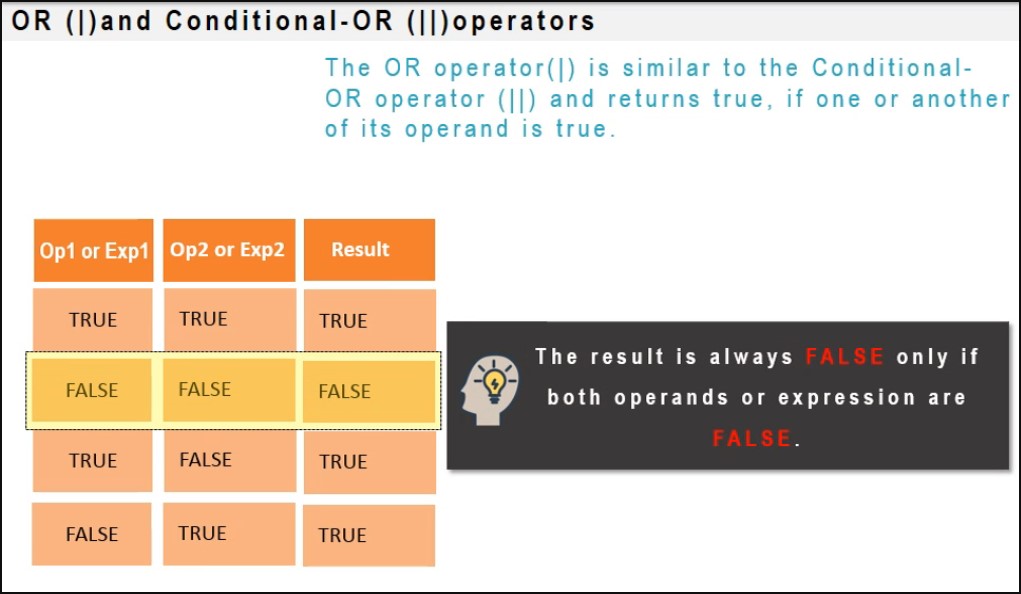 OR (|)and Conditional-OR (||)operators
The OR operator(|) is similar to the Conditional-
OR operator (||) and returns true, if one or another
of its operand is true.
Op1 or Exp1 Op2 or Exp2 Result
TRUE TRUE TRUE
FALSE FALSE FALSE
TRUE FALSE TRUE
FALSE TRUE TRUE
The result is always FALSE only if
both operands or expression are
FALSE.